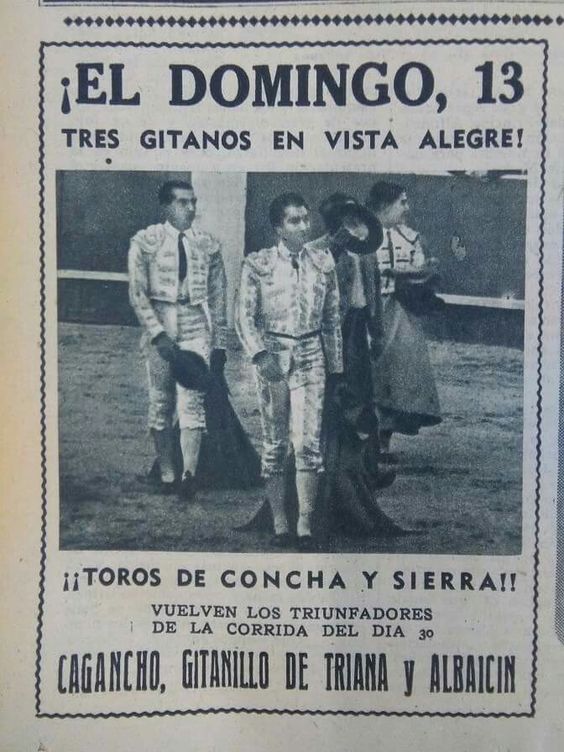 ¡EL DOMINGO, 13
TRES GITANOS EN VISTA ALEGRE!
¡¡TOROS DE CONCHA Y SIERRA!!
VUELVEN LOS TRIUNFADORES
DE LA CORRIDA DEL DIA 30
CAGANCHO, GITANILLO DE TRIANA y ALBAICIN